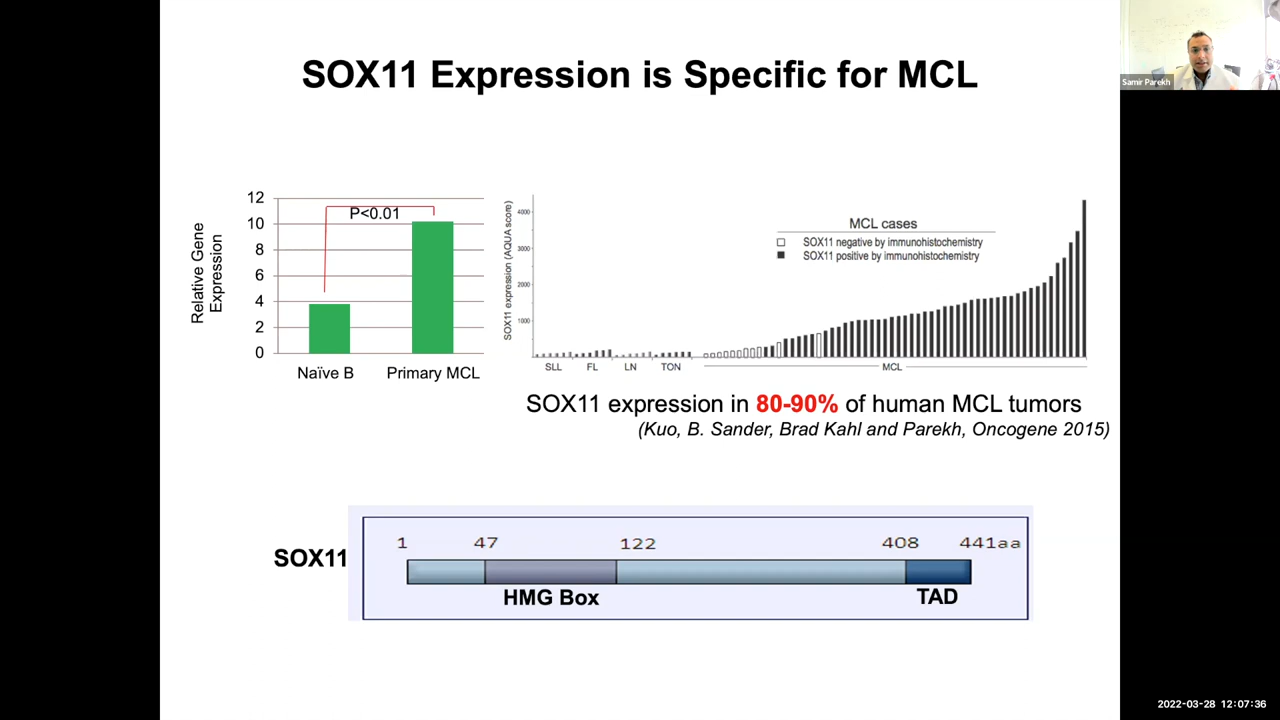 SOX11 Expression is Specific for MCL
Samir Parekh
Relative Gene
Expression
12
10
8
6
4
2
0
P<0.01
Naïve B
Primary MCL
SOX11 expression (AQUA score)
4000
3000
2000
1000
MCL cases
SOX11 negative by immunohistochemistry
SOX11 positive by immunohistochemistry
SLL
FL
LN
TON
MCL
SOX11 expression in 80-90% of human MCL tumors
(Kuo, B. Sander, Brad Kahl and Parekh, Oncogene 2015)
SOX11
1 47 122 408 441aa
HMG Box
TAD
2022-03-28 12:07:36